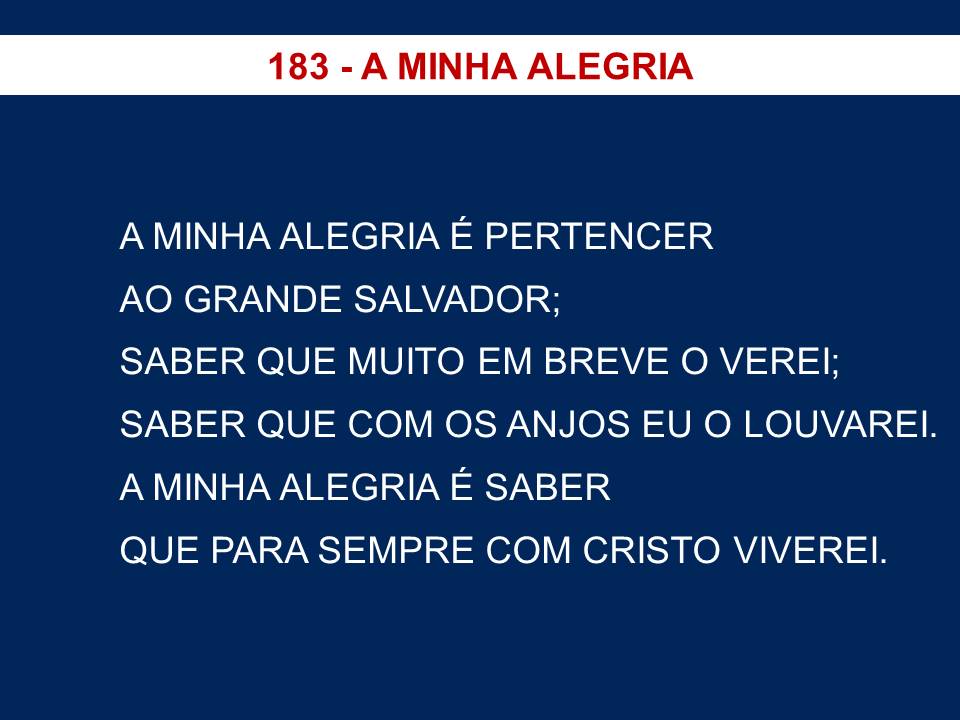 183 - A MINHA ALEGRIA
A MINHA ALEGRIA É PERTENCER
AO GRANDE SALVADOR;
SABER QUE MUITO EM BREVE O VEREI;
SABER QUE COM OS ANJOS EU O LOUVAREI.
A MINHA ALEGRIA É SABER
QUE PARA SEMPRE COM CRISTO VIVEREI.